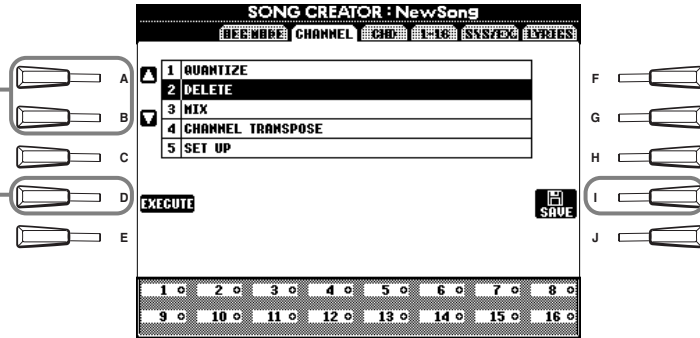 SONG CREATOR : NewSong
REC MODE CHANNEL CHD 1-16 SYS/EX. LYRICS
A
B
C
D
E
1 QUANTIZE
2 DELETE
3 MIX
4 CHANNEL TRANSPOSE
5 SET UP
EXECUTE
SAVE
F
G
H
I
J
1 2 3 4 5 6 7 8
9 10 11 12 13 14 15 16